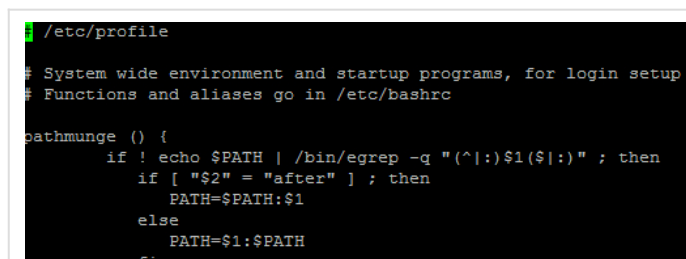 # /etc/profile
# System wide environment and startup programs, for login setup
# Functions and aliases go in /etc/bashrc
pathmunge () {
if ! echo $PATH | /bin/egrep -q "(^|:)$1($|:)" ; then
if [ "$2" = "after" ] ; then
PATH=$PATH:$1
else
PATH=$1:$PATH